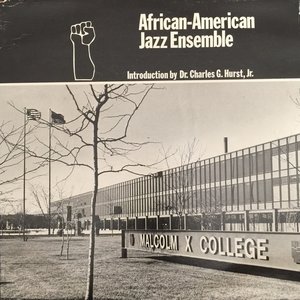 African-American
Jazz Ensemble
Introduction by Dr. Charles G. Hurst, Jr.
MALCOLM X COLLEGE